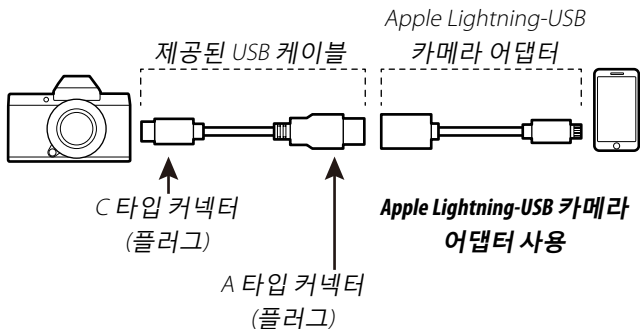 Apple Lightning-USB
카메라 어댑터
제공된 USB 케이블
C 타입 커넥터
(플러그)
A 타입 커넥터
(플러그)
Apple Lightning-USB 카메라
어댑터 사용